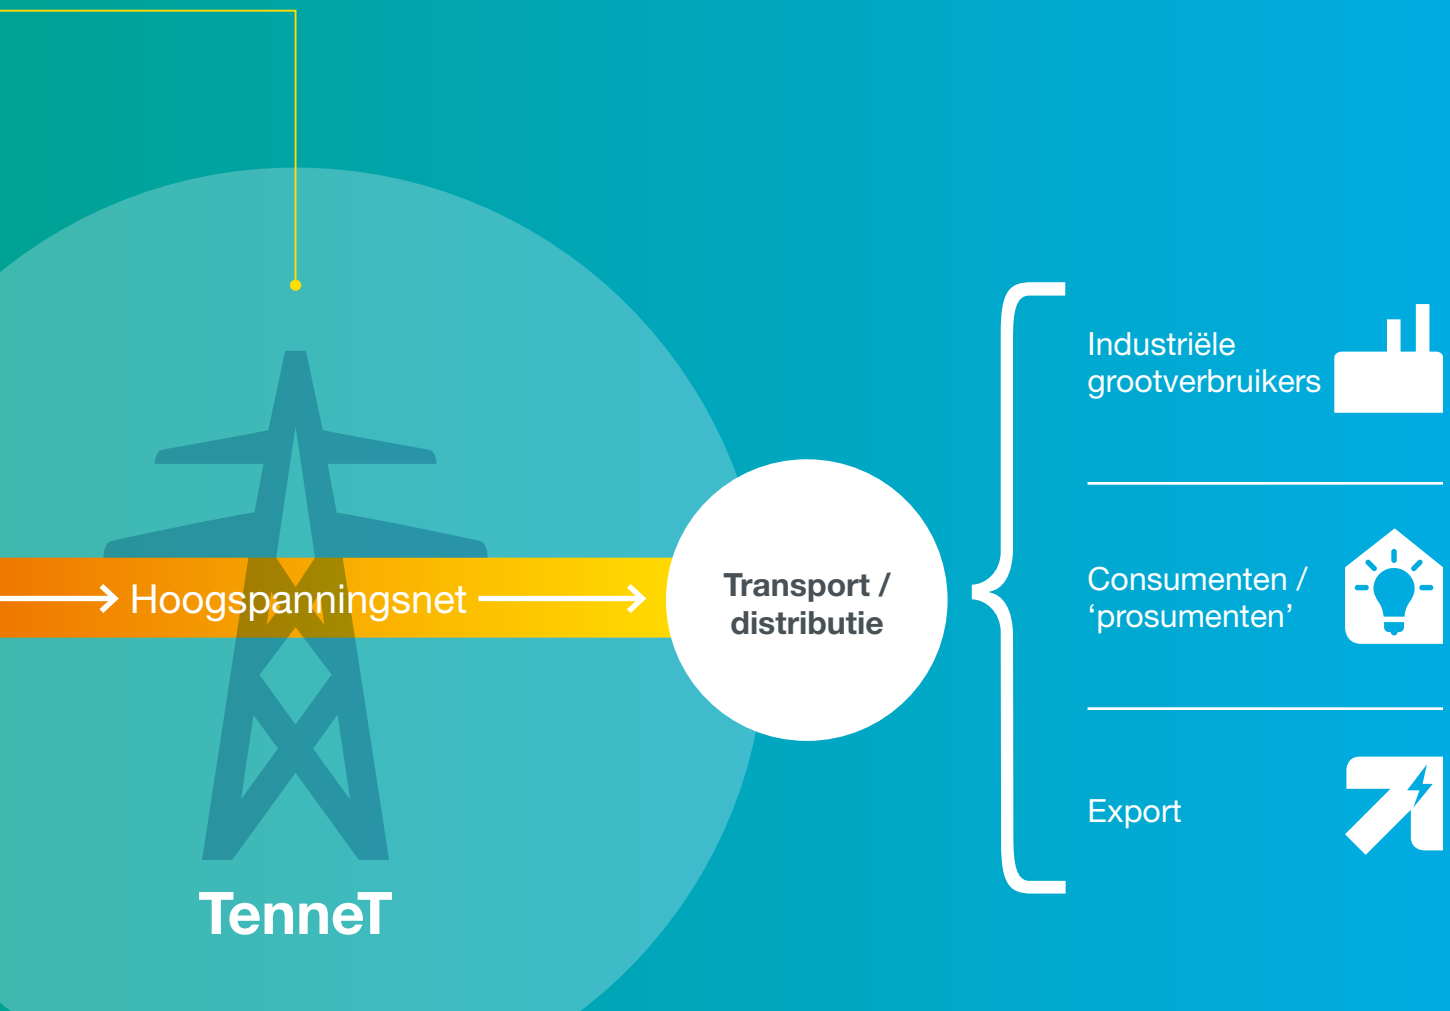 Hoogspanningsnet
TenneT
Transport /
distributie
Industriële
grootverbruikers
Consumenten /
‘prosumenten’
Export